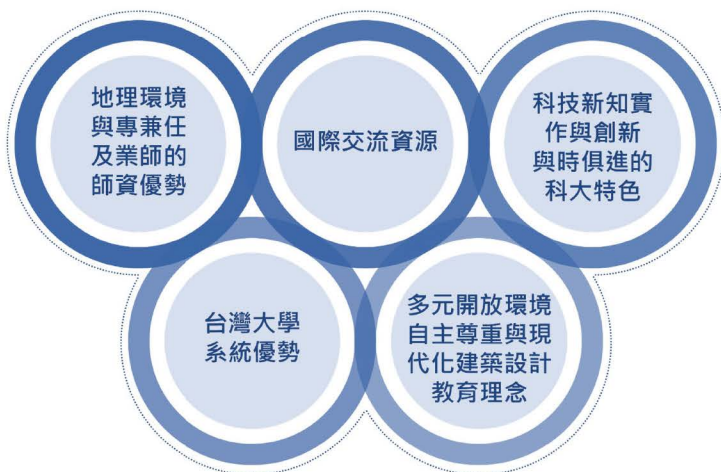 地理環境
與專兼任
及業師的
師資優勢
國際交流資源
科技新知實
作與創新
與時俱進的
科大特色
台灣大學
系統優勢
多元開放環境
自主尊重與現
代化建築設計
教育理念